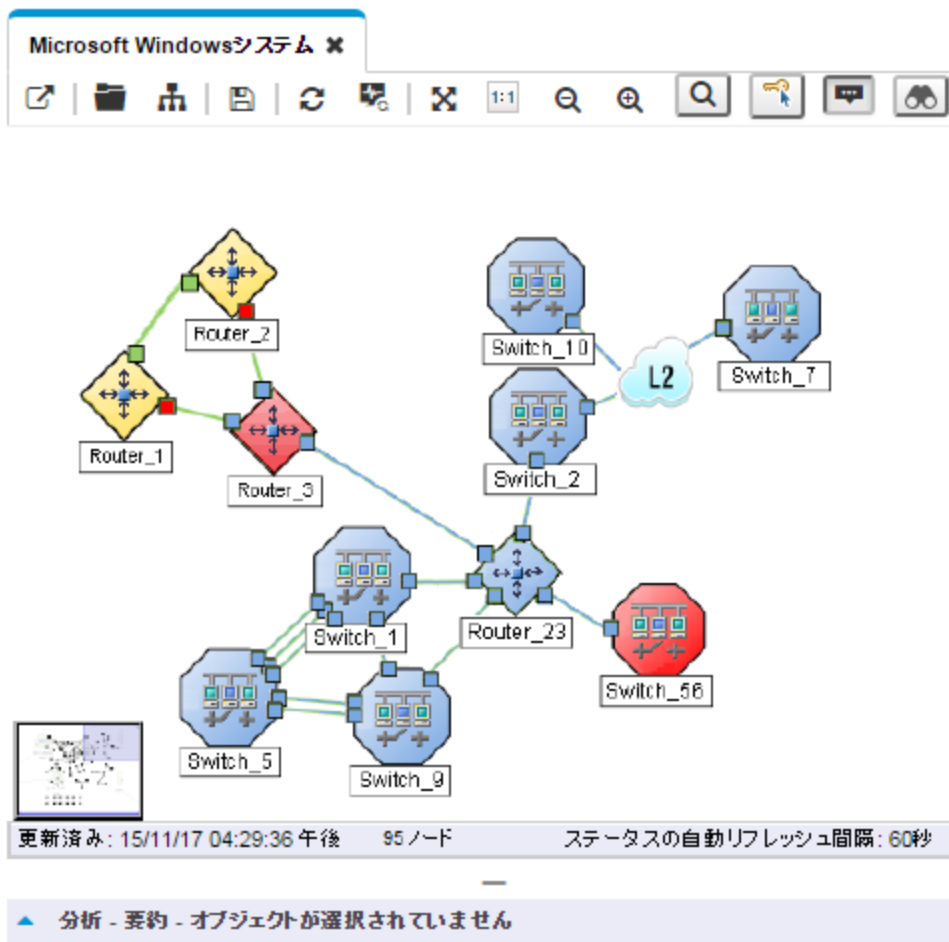 Microsoft Windowsシステム
1:1
Router_2
Switch_10
L2
Switch_7
Router_1
Router_3
Switch_2
Switch_1
Router_23
Switch_56
Switch_5
Switch_9
更新済み: 15/11/17 04:29:36 午後 95ノード ステータスの自動リフレッシュ間隔: 60秒
分析 - 要約 - オブジェクトが選択されていません